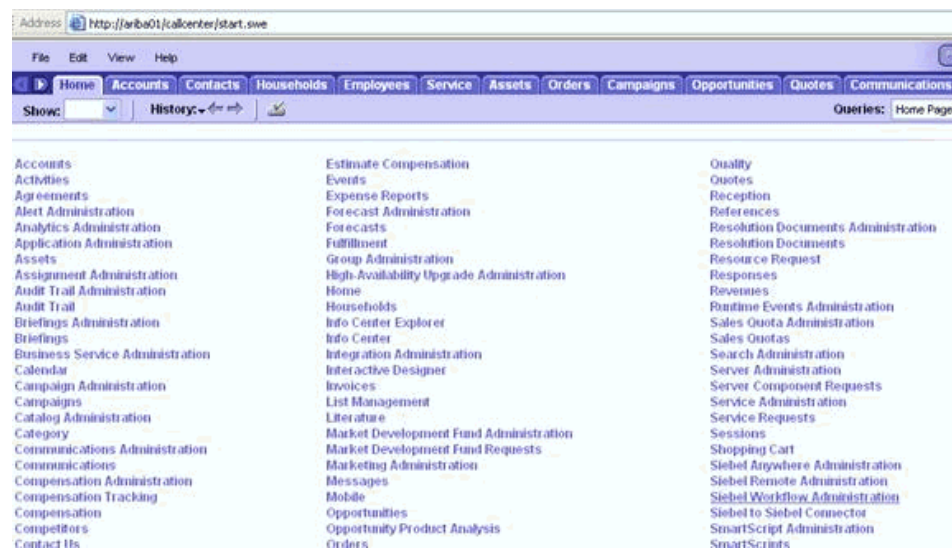 Address http://ariba01/callcenter/start.swe
File Edit View Help
Home Accounts Contacts Households Employees Service Assets Orders Campaigns Opportunities Quotes Communications
Show: History: Queries: Home Page
Accounts
Activities
Agreements
Alert Administration
Analytics Administration
Application Administration
Assets
Assignment Administration
Audit Trail Administration
Audit Trail
Briefings Administration
Briefings
Business Service Administration
Calendar
Campaign Administration
Campaigns
Catalog Administration
Category
Communications Administration
Communications
Compensation Administration
Compensation Tracking
Compensation
Competitors
Contact Us
Estimate Compensation
Events
Expense Reports
Forecast Administration
Forecasts
Fulfillment
Group Administration
High-Availability Upgrade Administration
Home
Households
Info Center Explorer
Info Center
Integration Administration
Interactive Designer
Invoices
List Management
Literature
Market Development Fund Administration
Market Development Fund Requests
Marketing Administration
Messages
Mobile
Opportunities
Opportunity Product Analysis
Orders
Quality
Quotes
Reception
References
Resolution Documents Administration
Resolution Documents
Resource Request
Responses
Revenues
Runtime Events Administration
Sales Quota Administration
Sales Quotas
Search Administration
Server Administration
Server Component Requests
Service Administration
Service Requests
Sessions
Shopping Cart
Siebel Anywhere Administration
Siebel Remote Administration
Siebel Workflow Administration
Siebel to Siebel Connector
SmartScript Administration
SmartScripts